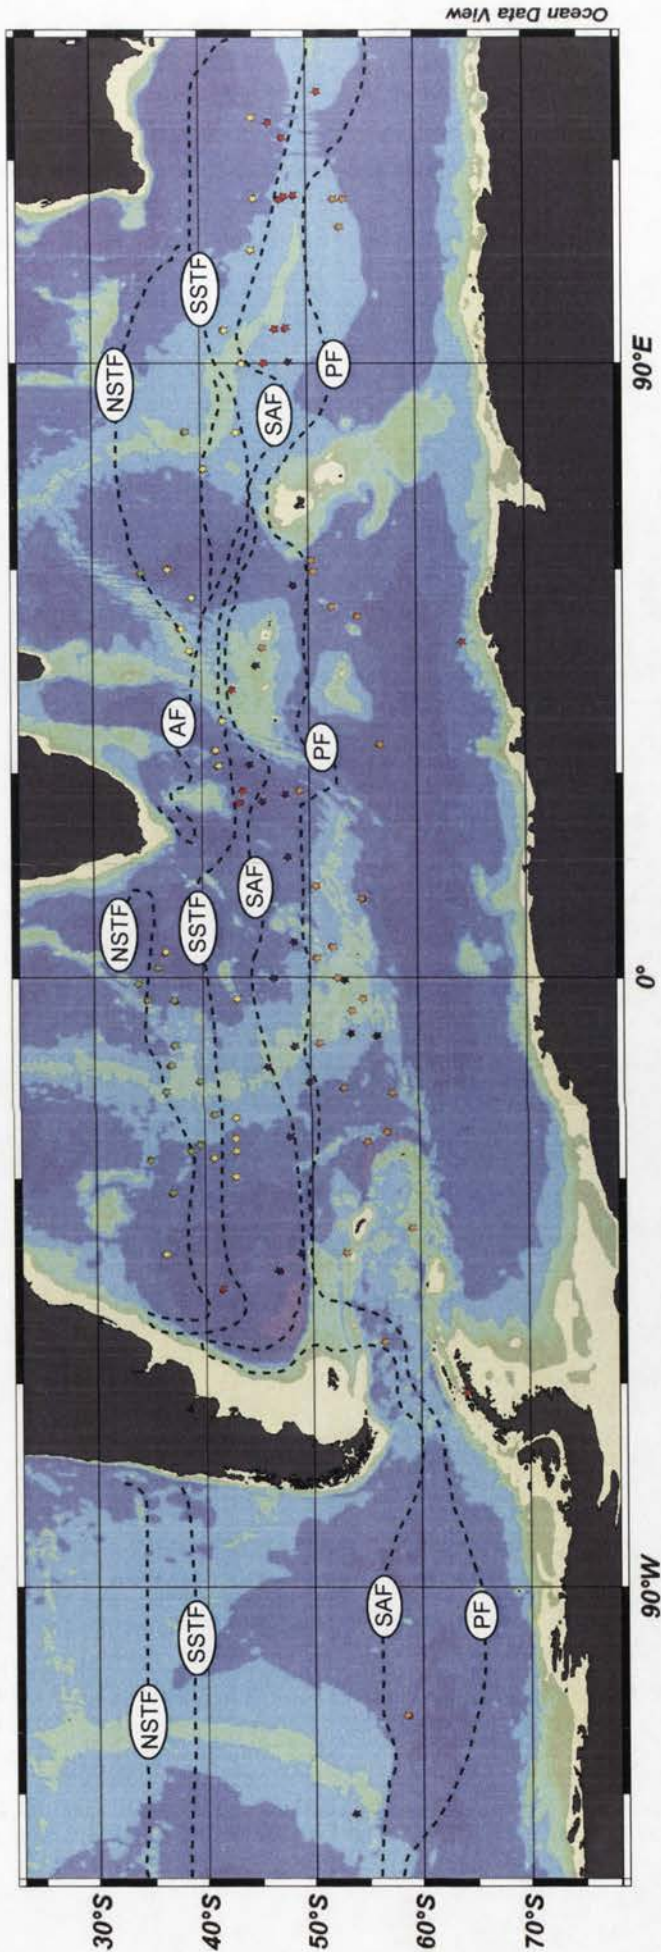 30°S
40°S
50°S
60°S
70°S
NSTF
SSTF
SAF
PF
NSTF
SSTF
SAF
AF
PF
NSTF
SSTF
SAF
PF
90°W
0°
90°E
Ocean Data View